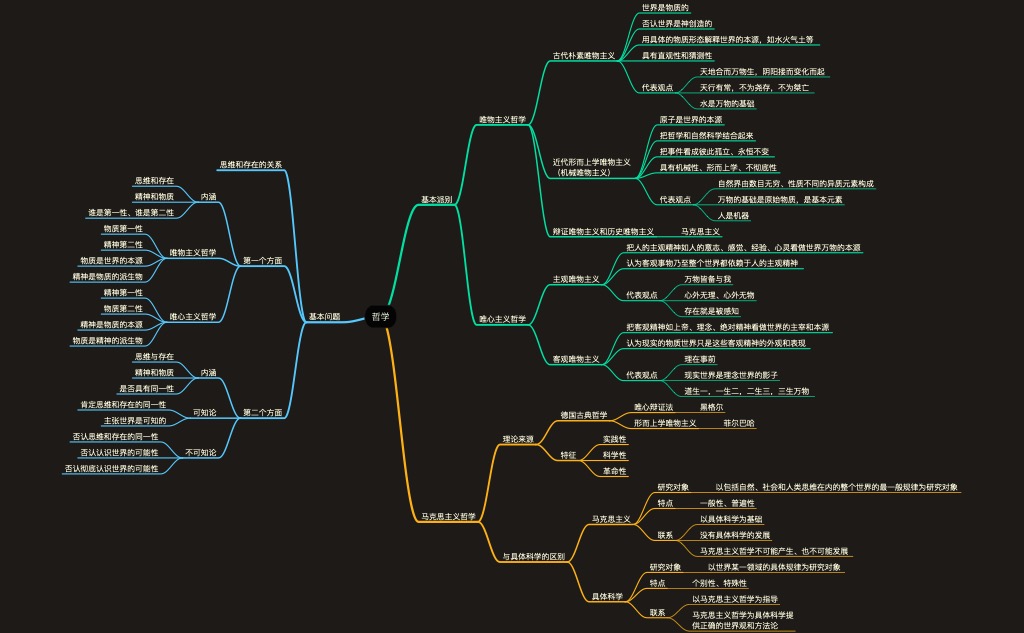 哲学
基本问题
思维和存在的关系
第一个方面
内涵
思维和存在
精神和物质
谁是第一性、谁是第二性
唯物主义哲学
物质第一性
精神第二性
物质是世界的本源
精神是物质的派生物
唯心主义哲学
精神第一性
物质第二性
精神是物质的本源
物质是精神的派生物
第二个方面
内涵
思维与存在
精神和物质
是否具有同一性
可知论
肯定思维和存在的同一性
主张世界是可知的
不可知论
否认思维和存在的同一性
否认认识世界的可能性
否认彻底认识世界的可能性
基本派别
唯物主义哲学
古代朴素唯物主义
世界是物质的
否认世界是神创造的
用具体的物质形态解释世界的本源，如水火气土等
具有直观性和猜测性
代表观点
天地合而万物生，阴阳接而变化而起
天行有常，不为尧存，不为桀亡
水是万物的基础
近代形而上学唯物主义
（机械唯物主义）
原子是世界的本源
把哲学和自然科学结合起来
把事件看成彼此孤立、永恒不变
具有机械性、形而上学、不彻底性
代表观点
自然界由数目无穷、性质不同的异质元素构成
万物的基础是原始物质，是基本元素
人是机器
辩证唯物主义和历史唯物主义
马克思主义
唯心主义哲学
主观唯物主义
把人的主观精神如人的意志、感觉、经验、心灵看做世界万物的本源
认为客观事物乃至整个世界都依赖于人的主观精神
代表观点
万物皆备与我
心外无理、心外无物
存在就是被感知
客观唯物主义
把客观精神如上帝、理念、绝对精神看做世界的主宰和本源
认为现实的物质世界只是这些客观精神的外观和表现
代表观点
理在事前
现实世界是理念世界的影子
道生一，一生二，二生三，三生万物
马克思主义哲学
理论来源
德国古典哲学
唯心辩证法
黑格尔
形而上学唯物主义
菲尔巴哈
特征
实践性
科学性
革命性
与具体科学的区别
马克思主义
研究对象
以包括自然、社会和人类思维在内的整个世界的最一般规律为研究对象
特点
一般性、普遍性
联系
以具体科学为基础
没有具体科学的发展
马克思主义哲学不可能产生、也不可能发展
具体科学
研究对象
以世界某一领域的具体规律为研究对象
特点
个别性、特殊性
联系
以马克思主义哲学为指导
马克思主义哲学为具体科学提
供正确的世界观和方法论